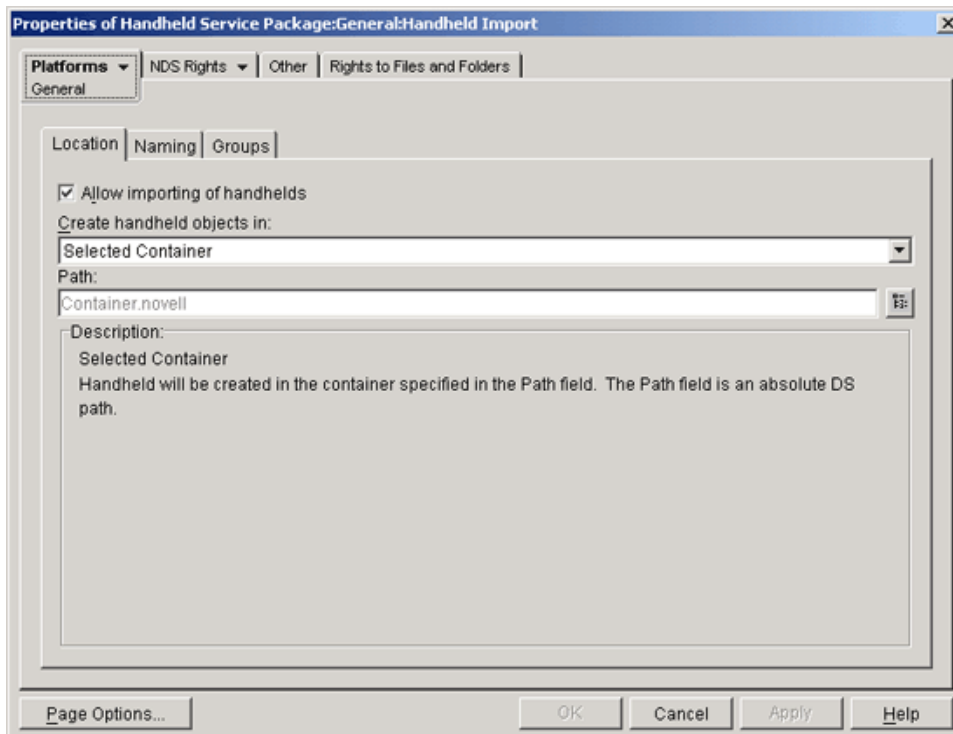 Properties of Handheld Service Package:General:Handheld Import
Platforms NDS Rights Other Rights to Files and Folders
General
Location Naming Groups
Allow importing of handhelds
Create handheld objects in:
Selected Container
Path:
Container.novell
Description:
Selected Container
Handheld will be created in the container specified in the Path field. The Path field is an absolute DS
path.
Page Options... OK Cancel Apply Help